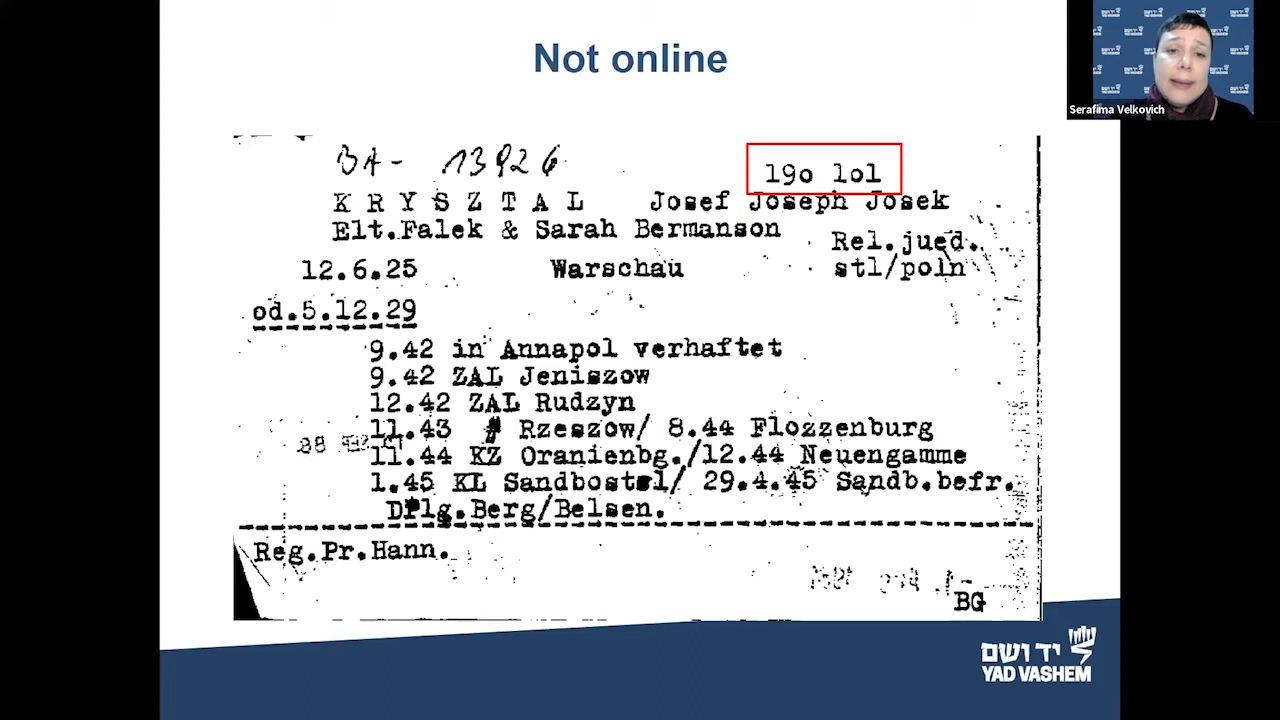 Not online
Serafima Velkovich
BA- 13926
19o lol
K R Y S Z T A L Josef Joseph Josek
Elt.Falek & Sarah Bermanson
Rel.jued.
12.6.25 Warschau stl/poln
od.5.12.29
9.42 in Annapol verhaftet
9.42 ZAL Jeniszow
12.42 ZAL Rudzyn
11.43 Rzeszow/ 8.44 Flozzenburg
11.44 KZ Oranienbg./12.44 Neuengamme
1.45 KL Sandbostsl/ 29.4.45 Sandb.befr.
DPlg.Berg/Belsen.
Reg.Pr.Hann.
BG
יד ושם
YAD VASHEM